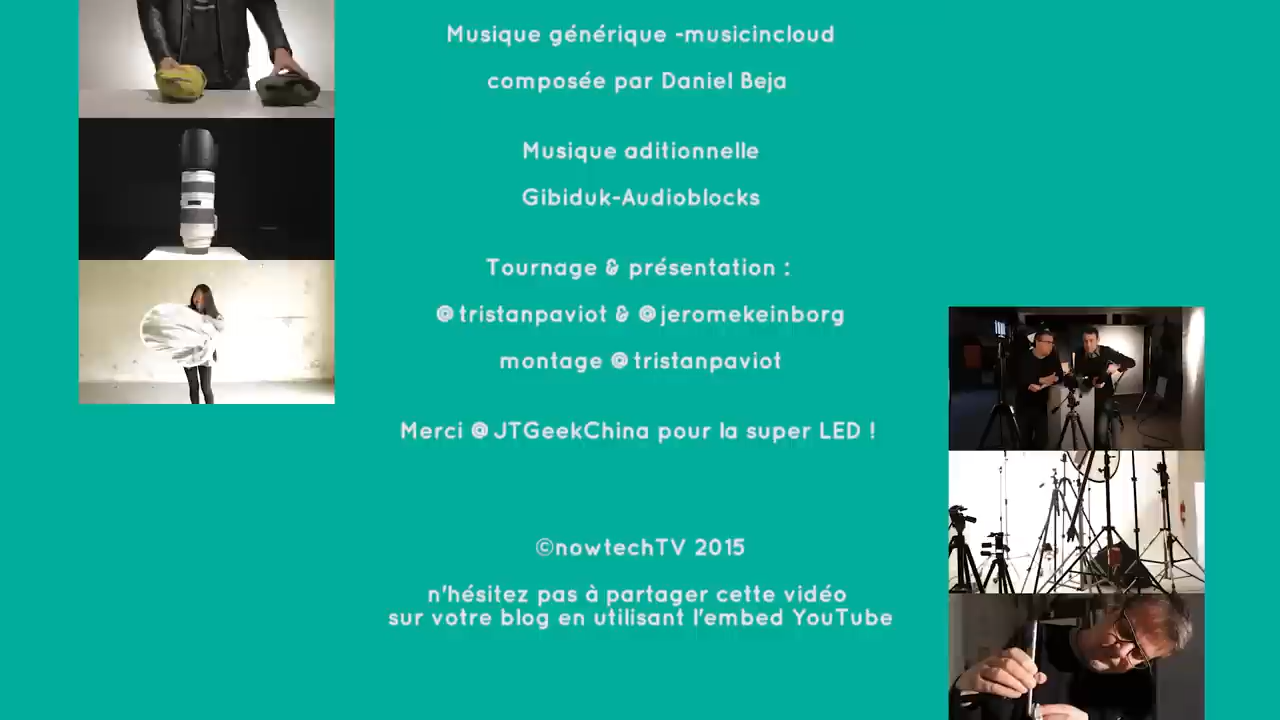 Musique générique -musicincloud
composée par Daniel Beja
Musique aditionnelle
Gibiduk-Audioblocks
Tournage & présentation :
@tristanpaviot & @jeromekeinborg
montage @tristanpaviot
Merci @JTGeekChina pour la super LED !
©nowtechTV 2015
n'hésitez pas à partager cette vidéo
sur votre blog en utilisant l'embed YouTube